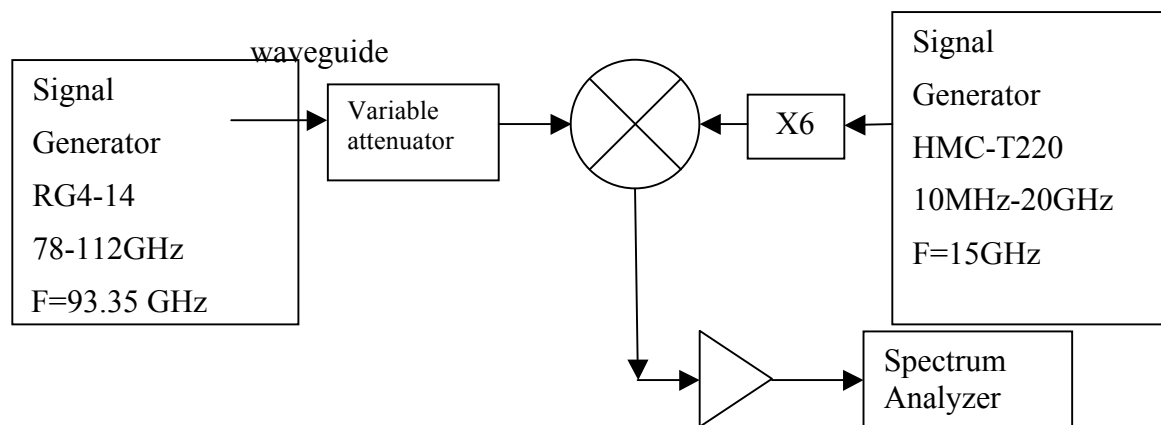 waveguide
Signal
Generator
RG4-14
78-112GHz
F=93.35 GHz
Variable
attenuator
X6
Signal
Generator
HMC-T220
10MHz-20GHz
F=15GHz
Spectrum
Analyzer